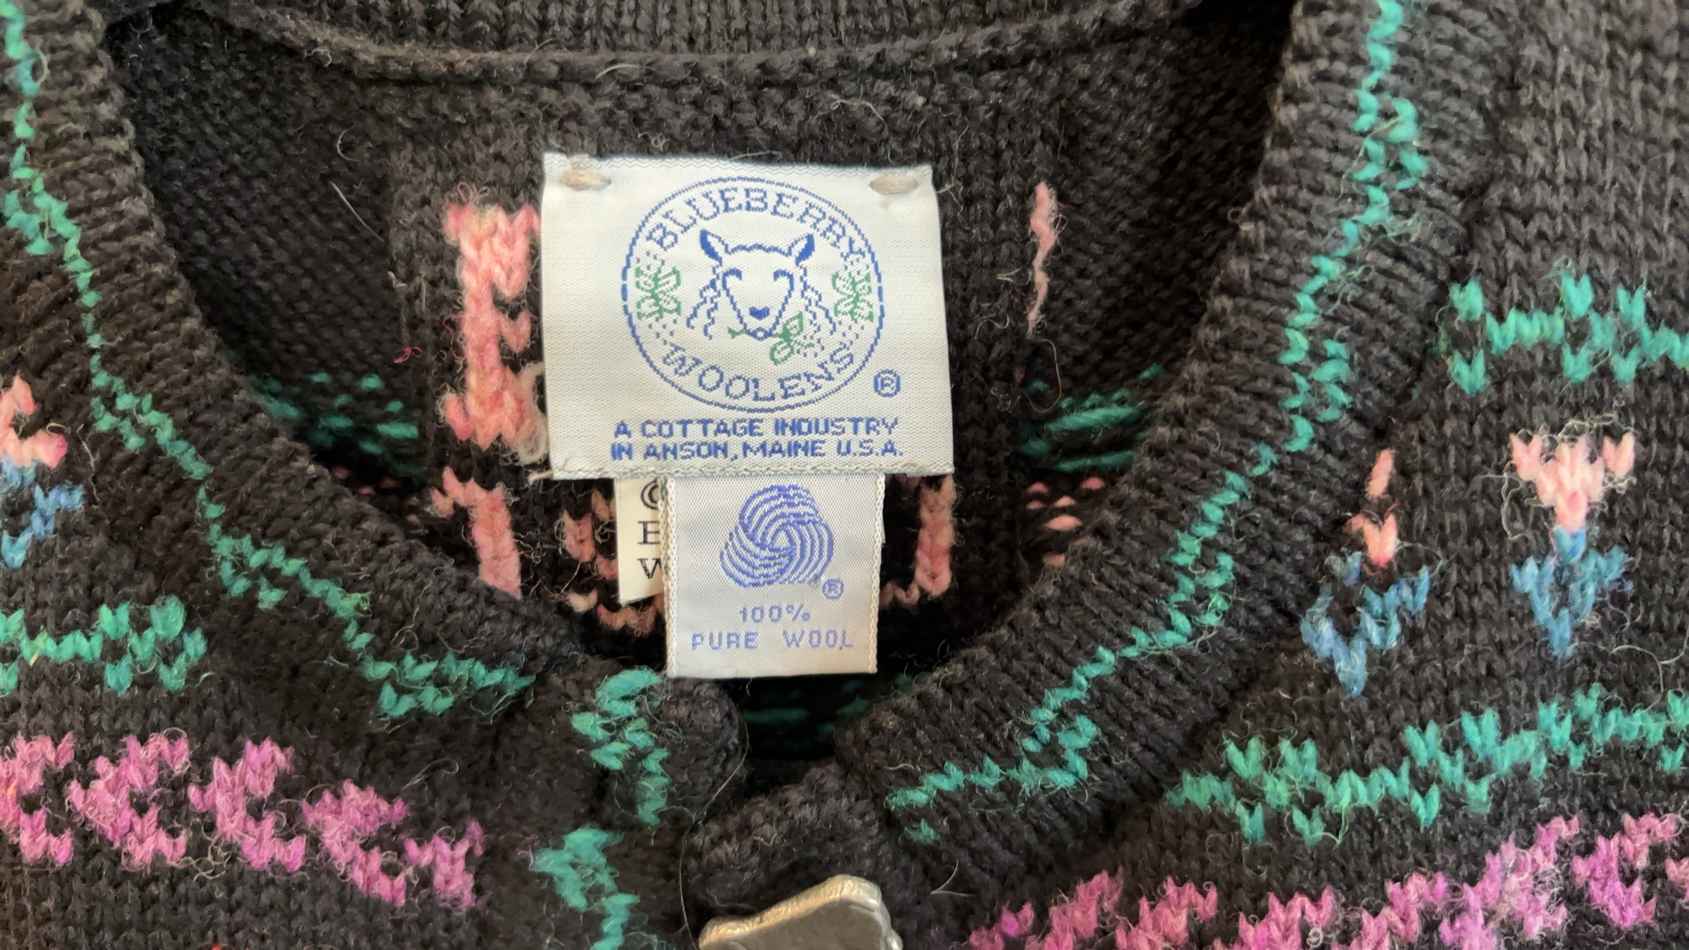 BLUEBERRY
WOOLENS
®
A COTTAGE INDUSTRY
IN ANSON, MAINE U.S.A.
©
E
W
®
100%
PURE WOOL